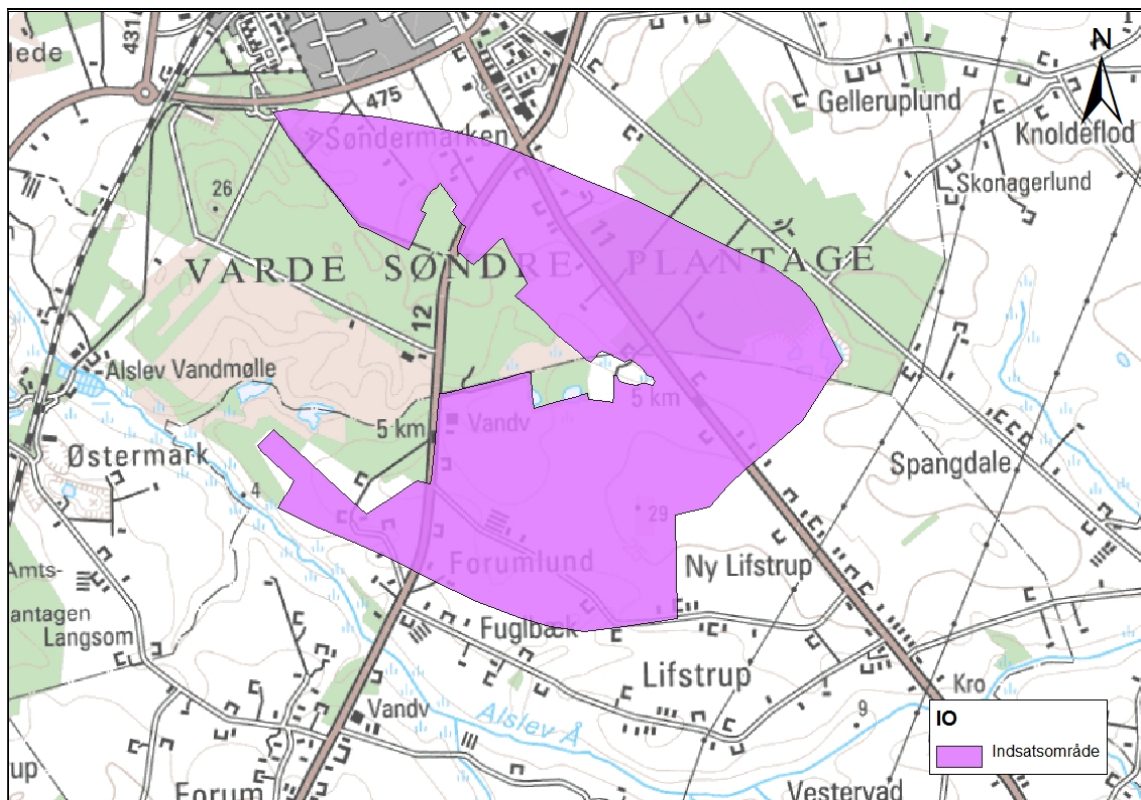 431
N
475
Gelleruplund
Søndermarken
Knoldeflod
26
Skonagerlund
11
VARDE SØNDRE PLANTAGE
12
Alslev Vandmølle
5 km
5 km
Vandv
Østermark
Spangdale
4
29
Forumlund
Ny Lifstrup
Amts-
antagen
Langsom
Fuglbæk
Lifstrup
Kro
Vandv
9
Alslev Å
IO
Indsatsområde
up
Forum
Vestervad